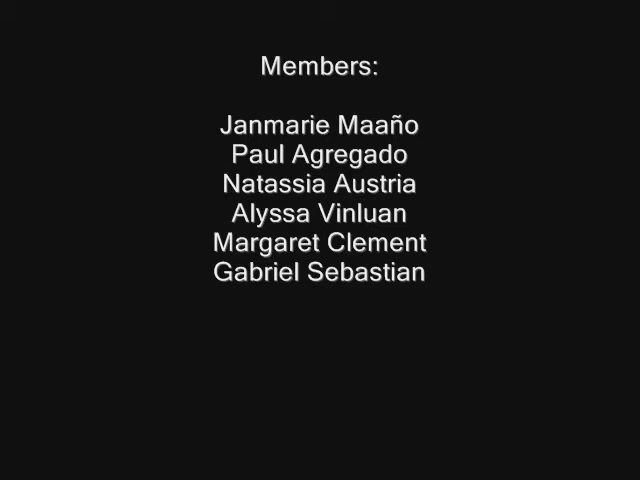 Members:
Janmarie Maaño
Paul Agregado
Natassia Austria
Alyssa Vinluan
Margaret Clement
Gabriel Sebastian